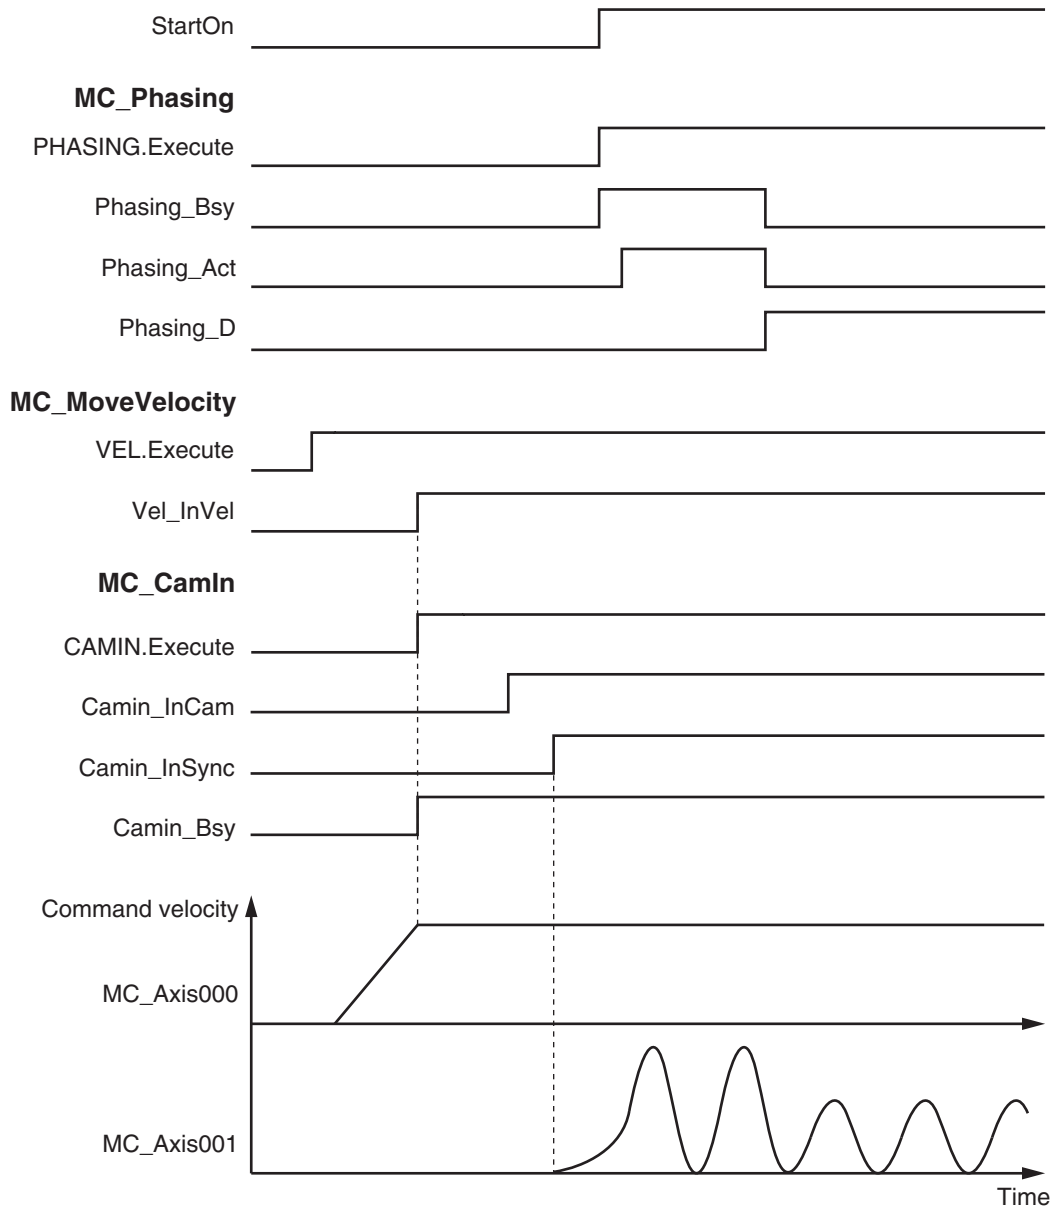 StartOn
MC_Phasing
PHASING.Execute
Phasing_Bsy
Phasing_Act
Phasing_D
MC_MoveVelocity
VEL.Execute
Vel_InVel
MC_CamIn
CAMIN.Execute
Camin_InCam
Camin_InSync
Camin_Bsy
Command velocity
MC_Axis000
MC_Axis001
Time